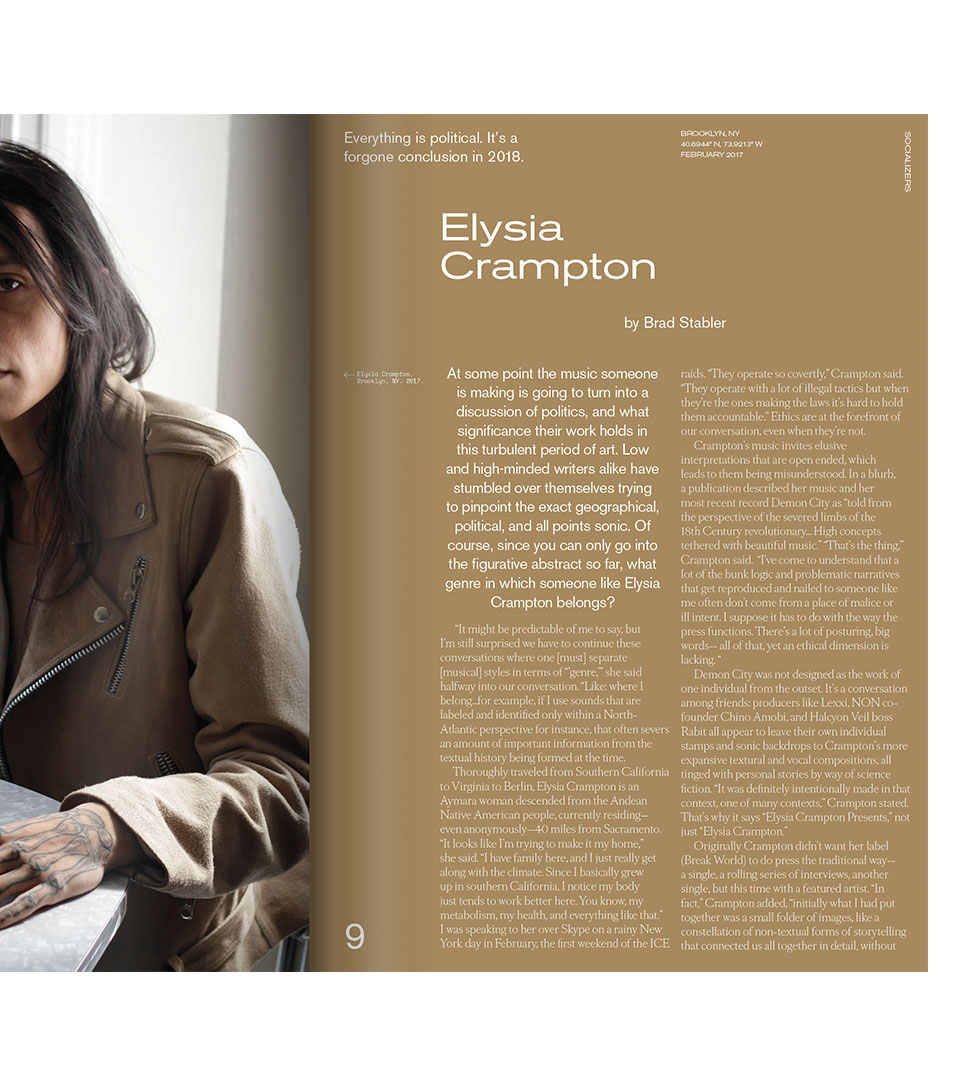 Everything is political. It's a
forgone conclusion in 2018.
BROOKLYN, NY
40.6944° N, 73.9213° W
FEBRUARY 2017
SOCIALIZERS
Elysia
Crampton
by Brad Stabler
← Elysia Crampton,
Brooklyn, NY. 2017.
At some point the music someone
is making is going to turn into a
discussion of politics, and what
significance their work holds in
this turbulent period of art. Low
and high-minded writers alike have
stumbled over themselves trying
to pinpoint the exact geographical,
political, and all points sonic. Of
course, since you can only go into
the figurative abstract so far, what
genre in which someone like Elysia
Crampton belongs?
“It might be predictable of me to say, but
I’m still surprised we have to continue these
conversations where one [must] separate
[musical] styles in terms of “‘genre,’” she said
halfway into our conversation. “Like: where I
belong...for example, if I use sounds that are
labeled and identified only within a North-
Atlantic perspective for instance, that often severs
an amount of important information from the
textual history being formed at the time.
Thoroughly traveled from Southern California
to Virginia to Berlin, Elysia Crampton is an
Aymara woman descended from the Andean
Native American people, currently residing—
even anonymously—40 miles from Sacramento.
“It looks like I’m trying to make it my home,”
she said. “I have family here, and I just really get
along with the climate. Since I basically grew
up in southern California, I notice my body
just tends to work better here. You know, my
metabolism, my health, and everything like that.”
I was speaking to her over Skype on a rainy New
York day in February, the first weekend of the ICE
raids. “They operate so covertly,” Crampton said.
“They operate with a lot of illegal tactics but when
they’re the ones making the laws it’s hard to hold
them accountable.” Ethics are at the forefront of
our conversation, even when they’re not.
Crampton’s music invites elusive
interpretations that are open ended, which
leads to them being misunderstood. In a blurb,
a publication described her music and her
most recent record Demon City as “told from
the perspective of the severed limbs of the
18th Century revolutionary... High concepts
tethered with beautiful music.” “That’s the thing,”
Crampton said. “I’ve come to understand that a
lot of the bunk logic and problematic narratives
that get reproduced and nailed to someone like
me often don’t come from a place of malice or
ill intent. I suppose it has to do with the way the
press functions. There’s a lot of posturing, big
words-- all of that, yet an ethical dimension is
lacking. “
Demon City was not designed as the work of
one individual from the outset. It’s a conversation
among friends: producers like Lexxi, NON co-
founder Chino Amobi, and Halcyon Veil boss
Rabit all appear to leave their own individual
stamps and sonic backdrops to Crampton’s more
expansive textural and vocal compositions, all
tinged with personal stories by way of science
fiction. “It was definitely intentionally made in that
context, one of many contexts,” Crampton stated.
That’s why it says “Elysia Crampton Presents,” not
just “Elysia Crampton.”
Originally Crampton didn’t want her label
(Break World) to do press the traditional way--
a single, a rolling series of interviews, another
single, but this time with a featured artist. “In
fact,” Crampton added, “initially what I had put
together was a small folder of images, like a
constellation of non-textual forms of storytelling
that connected us all together in detail, without
9